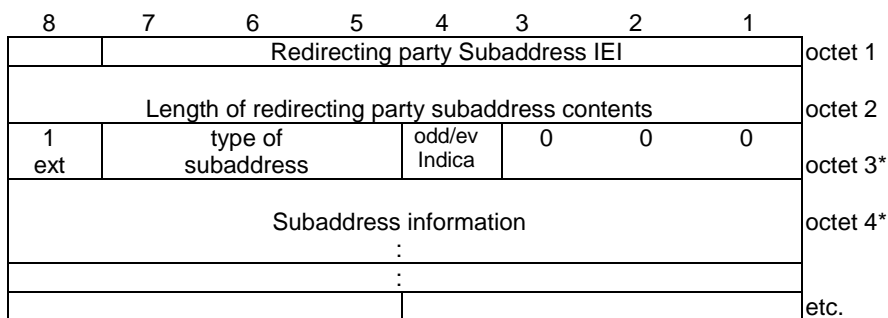 8 7 6 5 4 3 2 1
Redirecting party Subaddress IEI octet 1
Length of redirecting party subaddress contents octet 2
1 type of odd/ev 0 0 0
ext subaddress Indica octet 3*
Subaddress information octet 4*
:
:
etc.